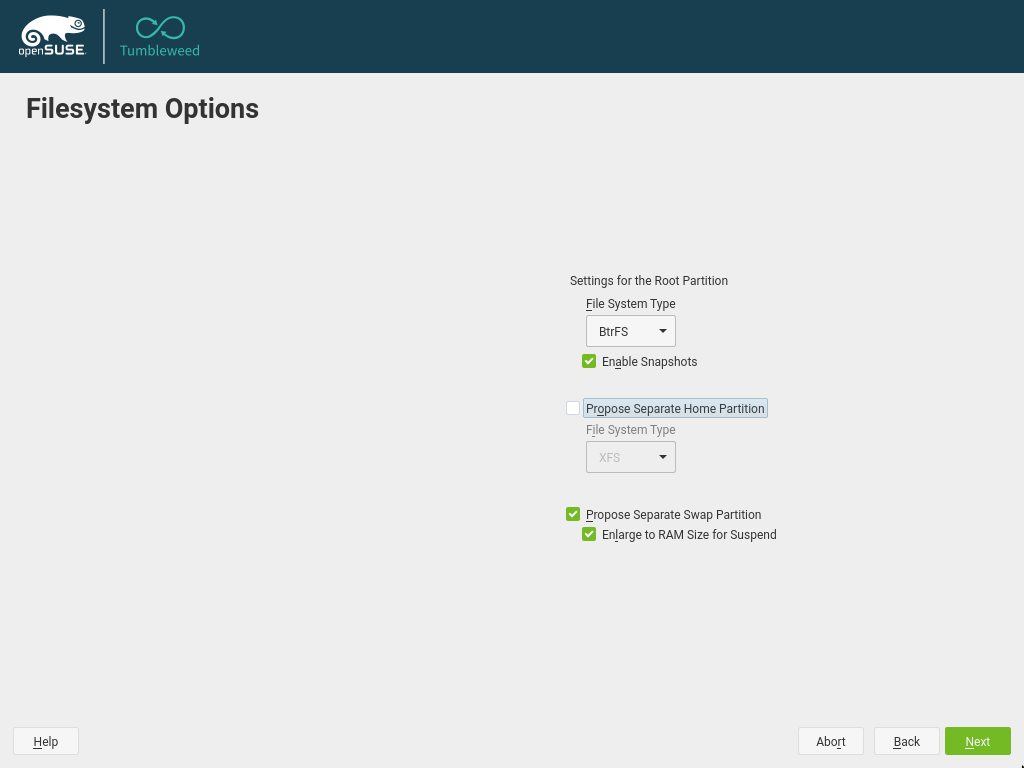 openSUSE
Tumbleweed
Filesystem Options
Settings for the Root Partition
File System Type
BtrFS
Enable Snapshots
Propose Separate Home Partition
File System Type
XFS
Propose Separate Swap Partition
Enlarge to RAM Size for Suspend
Help
Abort
Back
Next